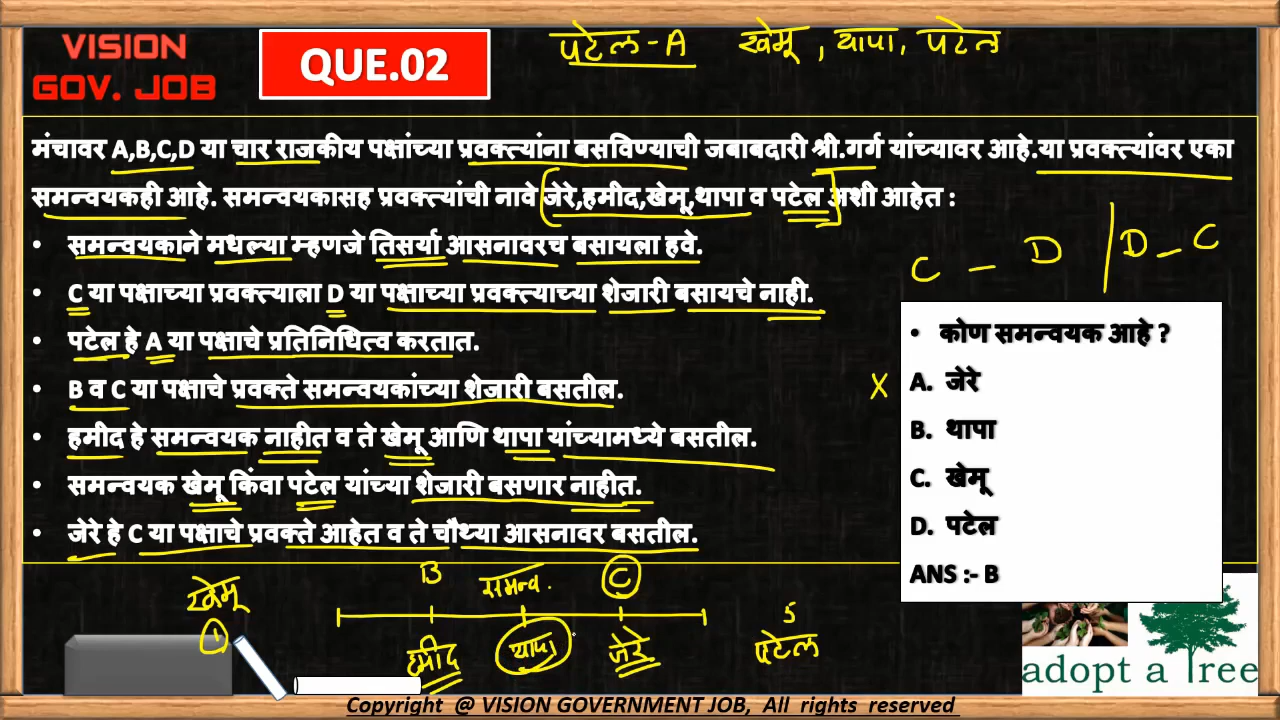 पटेल-A खेमू, थापा, पटेल
VISION
GOV. JOB
QUE.02
मंचावर A,B,C,D या चार राजकीय पक्षांच्या प्रवक्त्यांना बसविण्याची जबाबदारी श्री.गर्ग यांच्यावर आहे.या प्रवक्त्यांवर एका
समन्वयकही आहे. समन्वयकासह प्रवक्त्यांची नावे जेरे,हमीद,खेमू,थापा व पटेल अशी आहेत :
• समन्वयकाने मधल्या म्हणजे तिसर्या आसनावरच बसायला हवे.
• C या पक्षाच्या प्रवक्त्याला D या पक्षाच्या प्रवक्त्याच्या शेजारी बसायचे नाही.
• पटेल हे A या पक्षाचे प्रतिनिधित्व करतात.
• B व C या पक्षाचे प्रवक्ते समन्वयकांच्या शेजारी बसतील.
• हमीद हे समन्वयक नाहीत व ते खेमू आणि थापा यांच्यामध्ये बसतील.
• समन्वयक खेमू किंवा पटेल यांच्या शेजारी बसणार नाहीत.
• जेरे हे C या पक्षाचे प्रवक्ते आहेत व ते चौथ्या आसनावर बसतील.
C – D | D – C
• कोण समन्वयक आहे ?
X A. जेरे
B. थापा
C. खेमू
D. पटेल
ANS :- B
B समन्व. C
खेमू 5
1 हमीद थापा जेरे पटेल
adopt a Tree
Copyright @ VISION GOVERNMENT JOB, All rights reserved